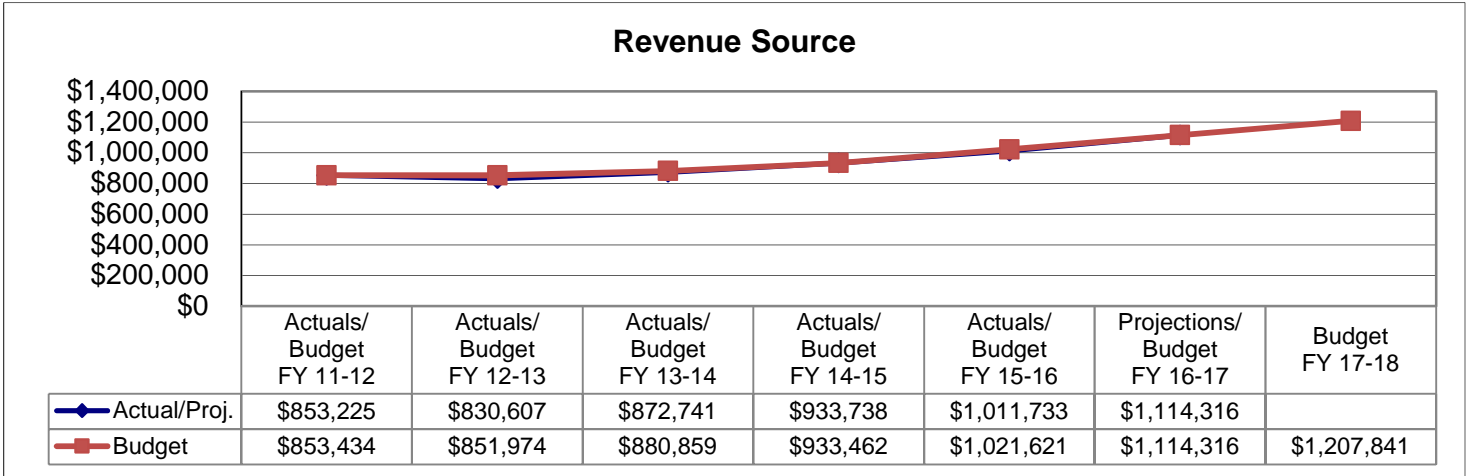 Revenue Source
$1,400,000
$1,200,000
$1,000,000
$800,000
$600,000
$400,000
$200,000
$0
Actuals/ Actuals/ Actuals/ Actuals/ Actuals/ Projections/
Budget Budget Budget Budget Budget Budget Budget
FY 11-12 FY 12-13 FY 13-14 FY 14-15 FY 15-16 FY 16-17 FY 17-18
Actual/Proj. $853,225 $830,607 $872,741 $933,738 $1,011,733 $1,114,316
Budget $853,434 $851,974 $880,859 $933,462 $1,021,621 $1,114,316 $1,207,841